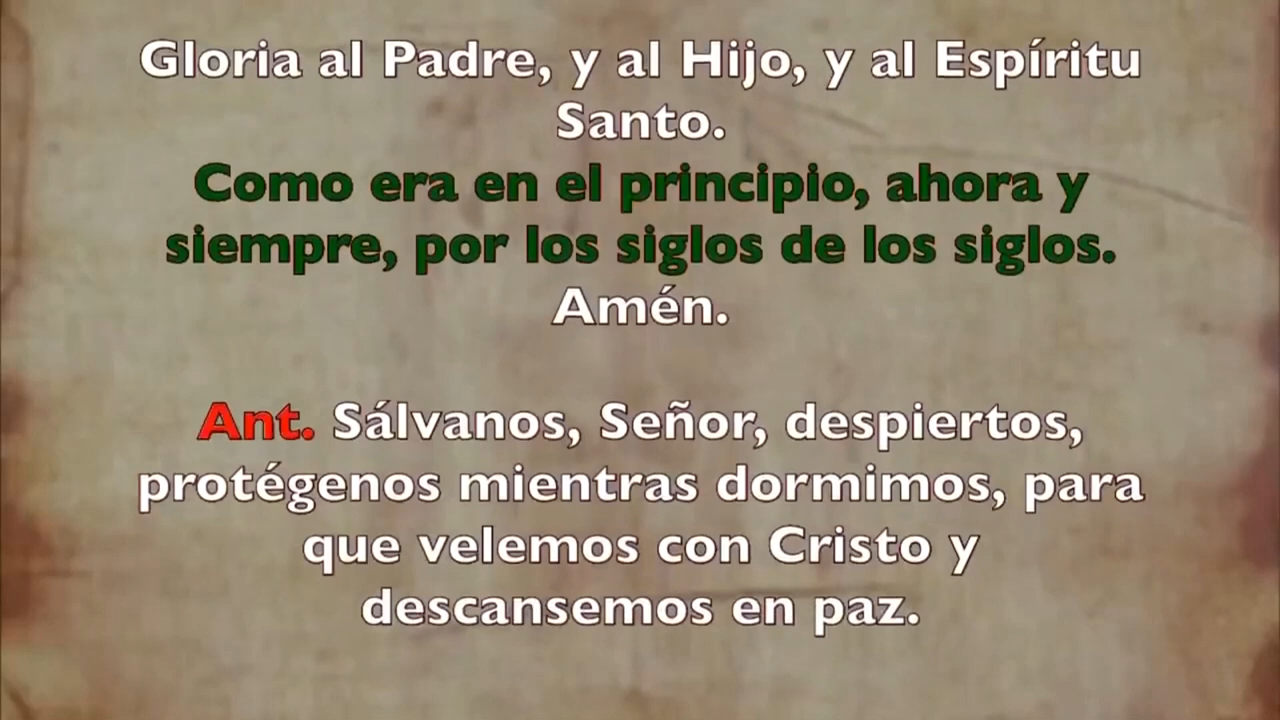 Gloria al Padre, y al Hijo, y al Espíritu
Santo.
Como era en el principio, ahora y
siempre, por los siglos de los siglos.
Amén.
Ant. Sálvanos, Señor, despiertos,
protégenos mientras dormimos, para
que velemos con Cristo y
descansemos en paz.